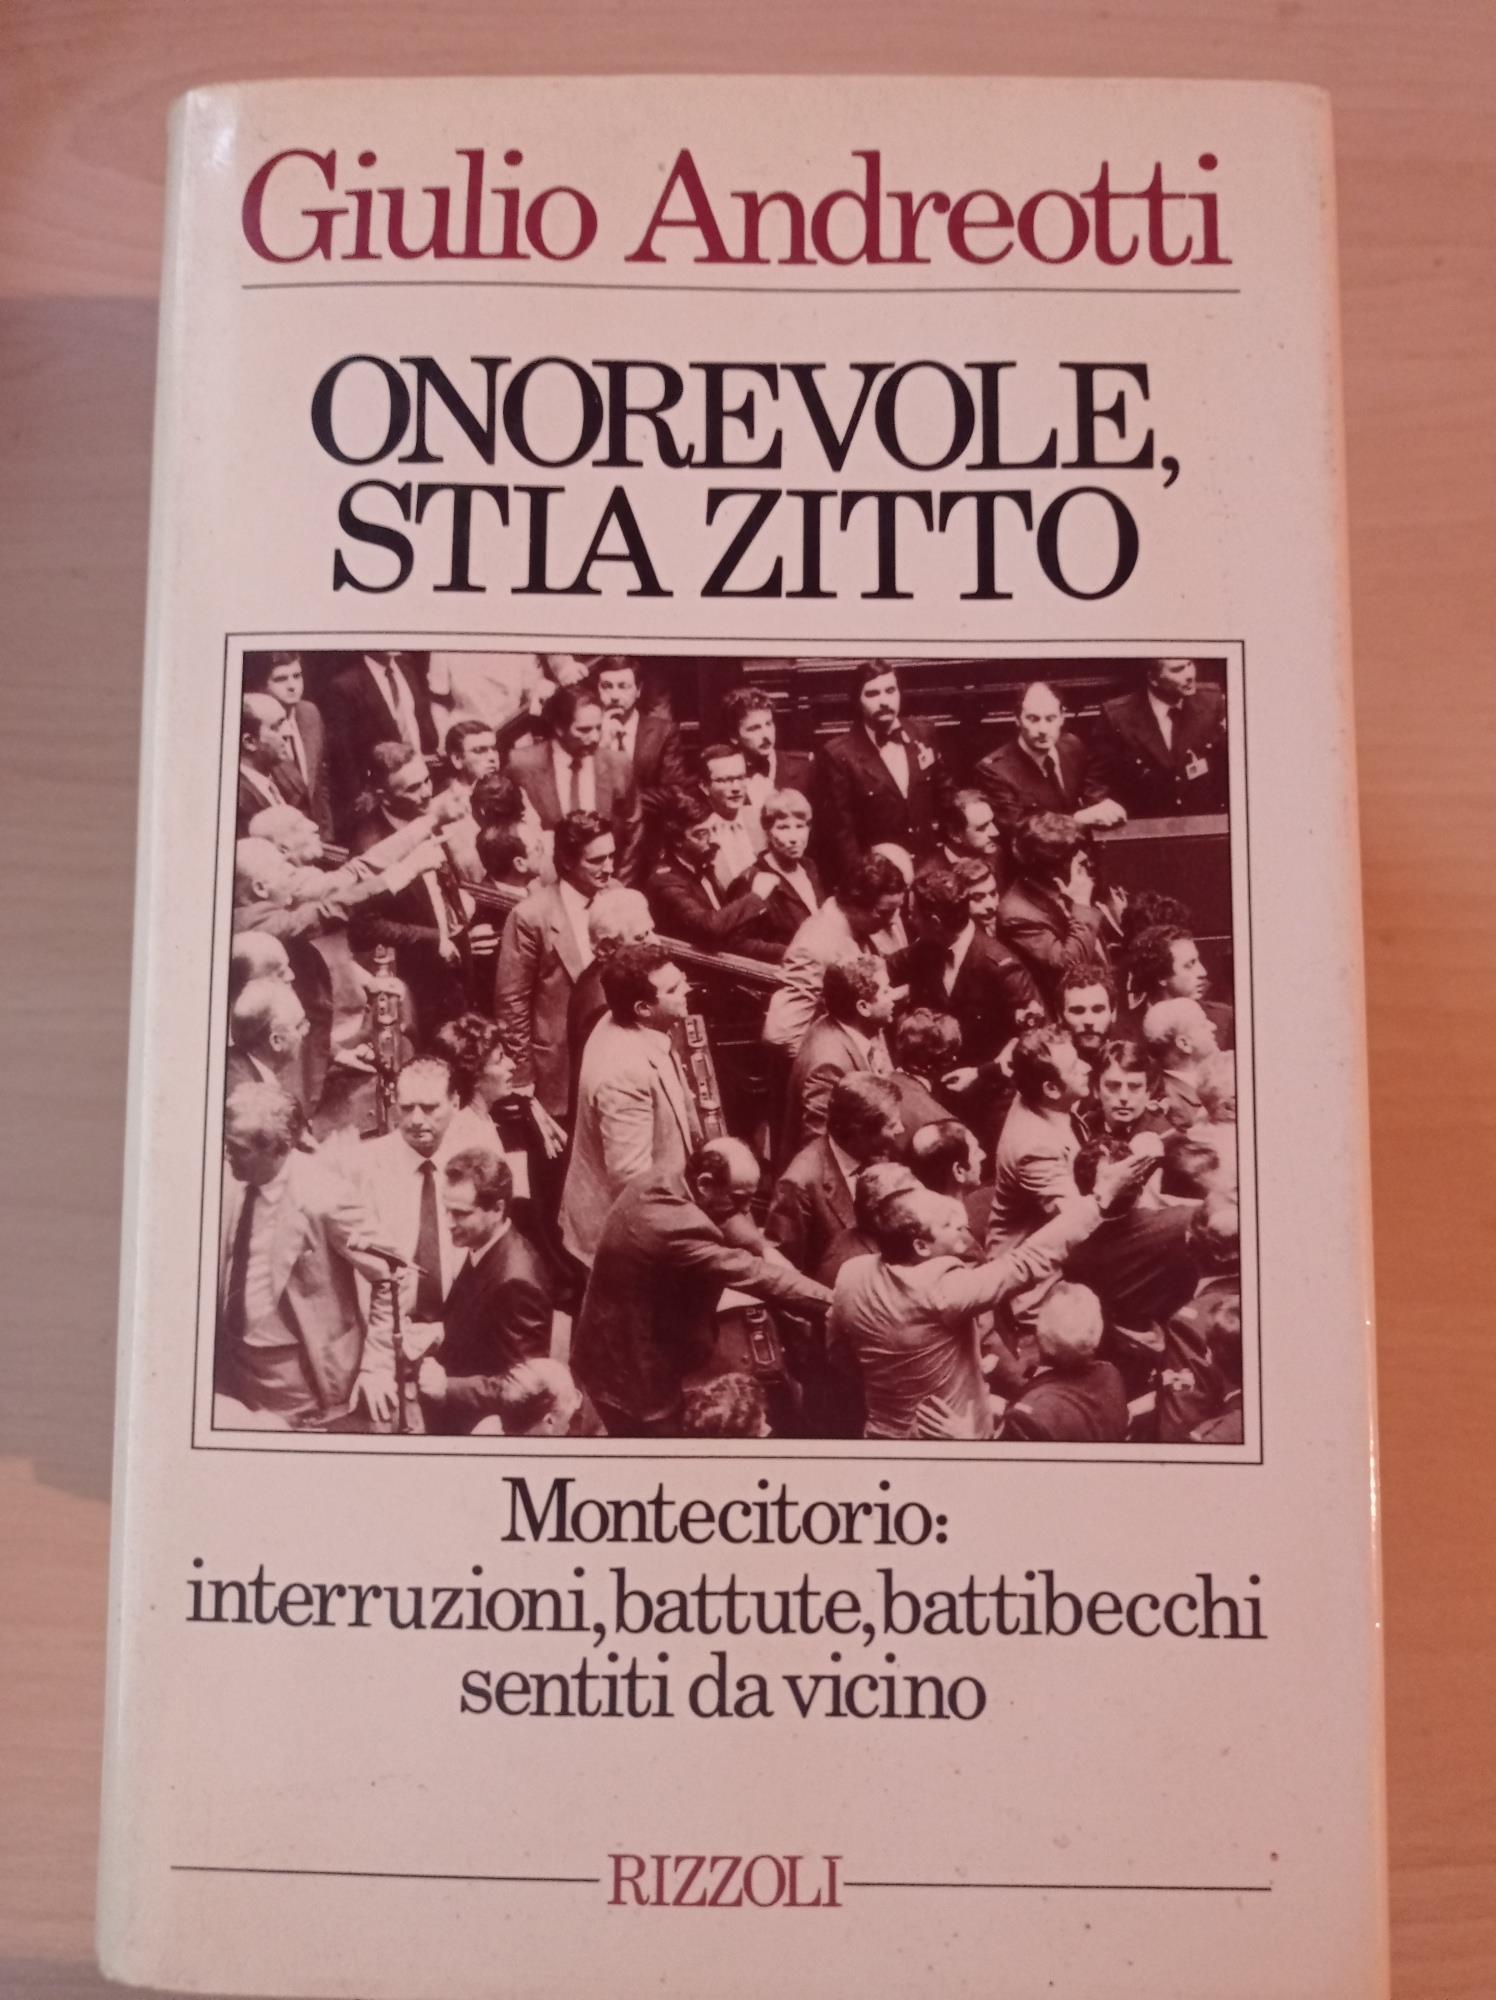 Giulio Andreotti
ONOREVOLE,
STIA ZITTO
Montecitorio:
interruzioni, battute, battibecchi
sentiti da vicino
RIZZOLI